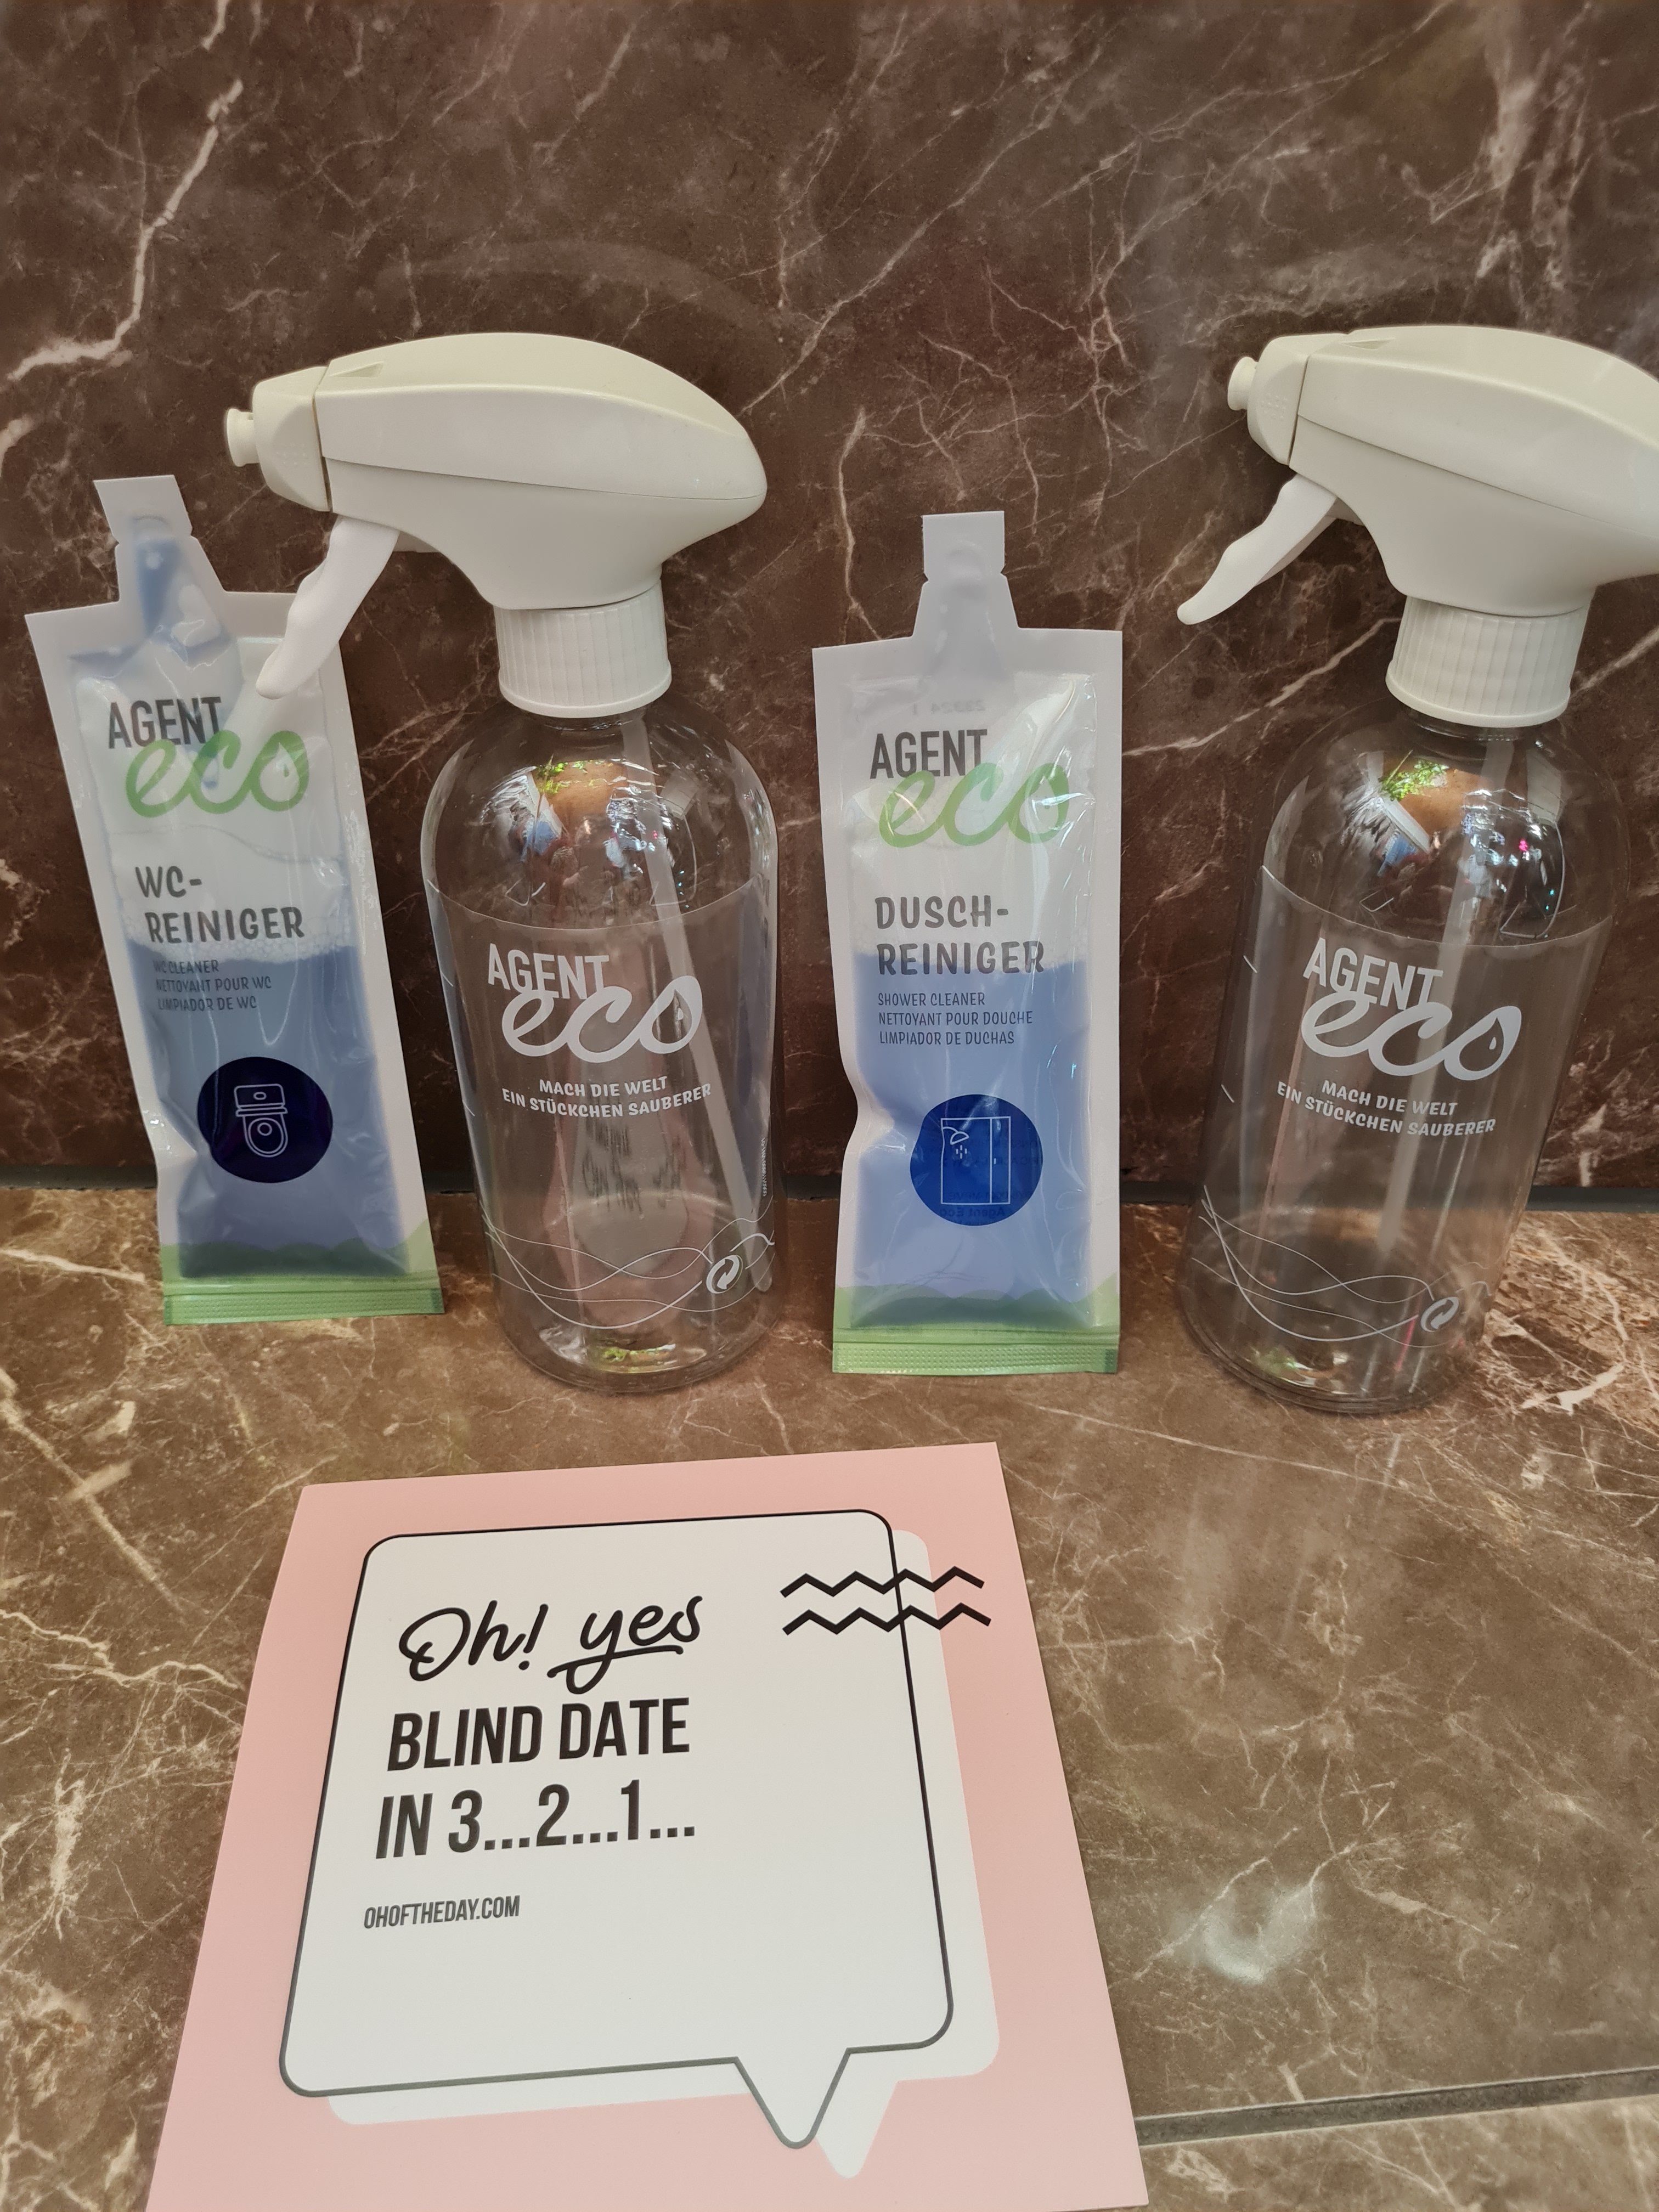 AGENT
eco
WC-
REINIGER
WC CLEANER
NETTOYANT POUR WC
LIMPIADOR DE WC
AGENT
eco
MACH DIE WELT
EIN STÜCKCHEN SAUBERER
AGENT
eco
DUSCH-
REINIGER
SHOWER CLEANER
NETTOYANT POUR DOUCHE
LIMPIADOR DE DUCHAS
AGENT
eco
MACH DIE WELT
EIN STÜCKCHEN SAUBERER
Oh! yes
BLIND DATE
IN 3...2...1...
OHOFTHEDAY.COM